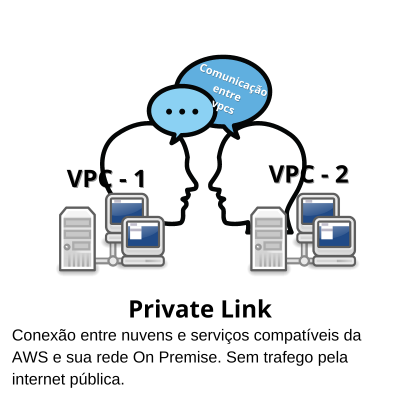 Comunicação
entre
vpcs
VPC - 1
VPC - 2
Private Link
Conexão entre nuvens e serviços compatíveis da
AWS e sua rede On Premise. Sem trafego pela
internet pública.